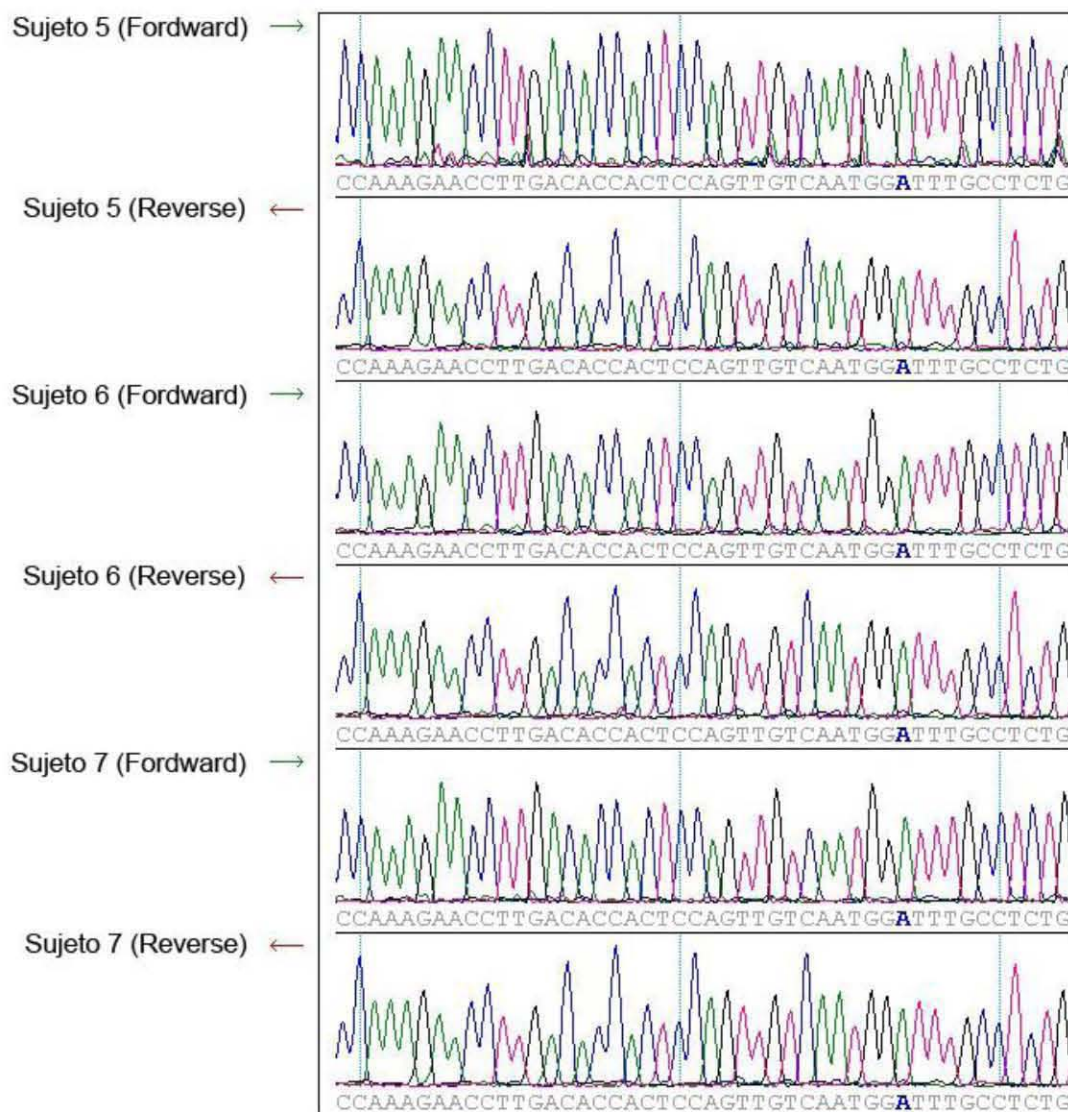 Sujeto 5 (Fordward) →
CCAAAGAACCTTGACACCACTCCAGTTGTCAATGGATTTGCCTCTG
Sujeto 5 (Reverse) ←
CCAAAGAACCTTGACACCACTCCAGTTGTCAATGGATTTGCCTCTG
Sujeto 6 (Fordward) →
CCAAAGAACCTTGACACCACTCCAGTTGTCAATGGATTTGCCTCTG
Sujeto 6 (Reverse) ←
CCAAAGAACCTTGACACCACTCCAGTTGTCAATGGATTTGCCTCTG
Sujeto 7 (Fordward) →
CCAAAGAACCTTGACACCACTCCAGTTGTCAATGGATTTGCCTCTG
Sujeto 7 (Reverse) ←
CCAAAGAACCTTGACACCACTCCAGTTGTCAATGGATTTGCCTCTG